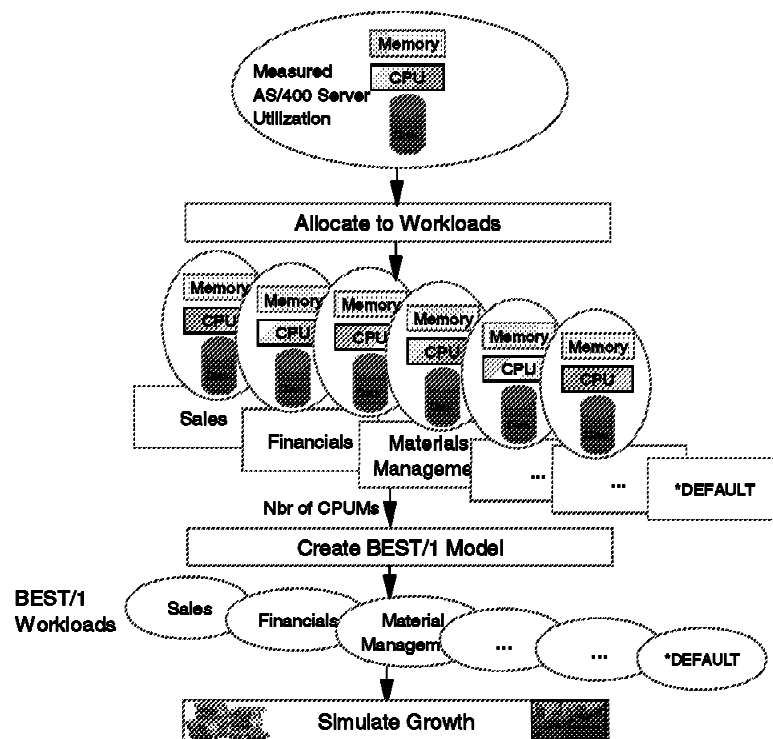 Memory
Measured
CPU
AS/400 Server
Utilization
Allocate to Workloads
Memory
Memory
Memory
Memory
Memory
Memory
CPU
CPU
CPU
CPU
CPU
CPU
Sales
Financials
Materials
Manageme
...
...
*DEFAULT
Nbr of CPUMs
Create BEST/1 Model
BEST/1
Workloads
Sales
Financials
Material
Manageme
...
...
*DEFAULT
Simulate Growth